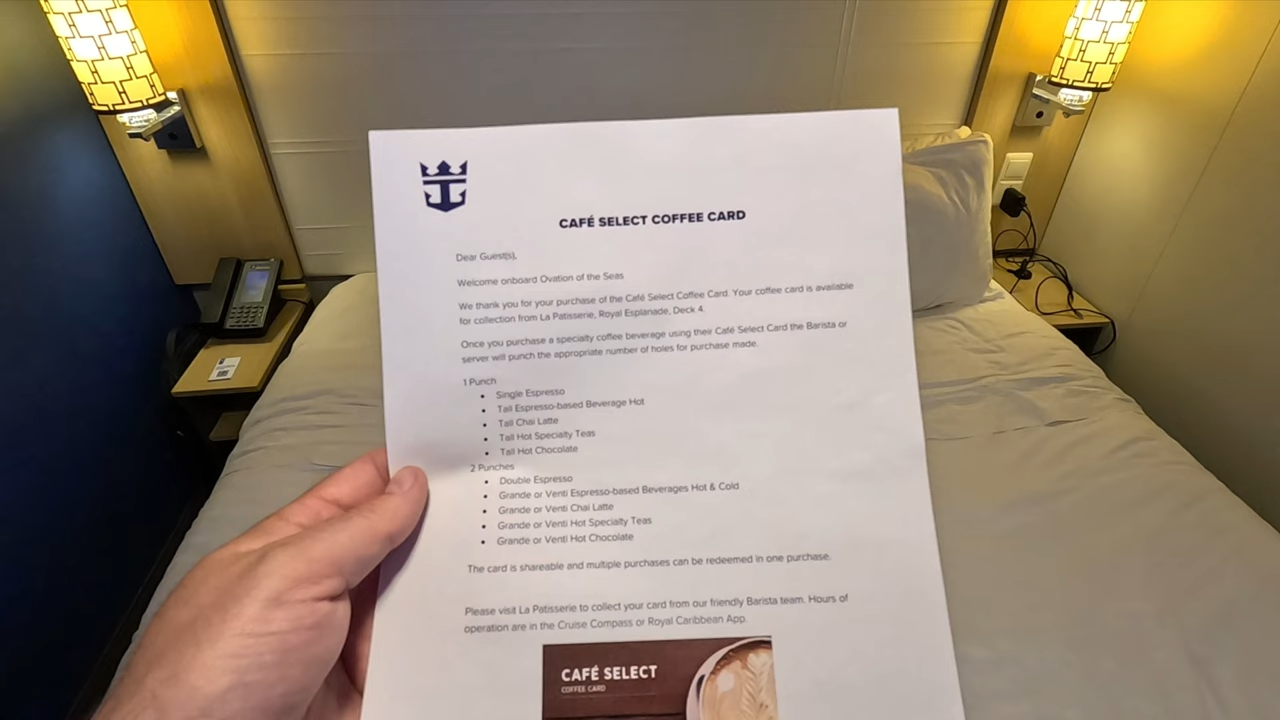 CAFÉ SELECT COFFEE CARD
Dear Guest(s),
Welcome onboard Ovation of the Seas
We thank you for your purchase of the Café Select Coffee Card. Your coffee card is available
for collection from La Patisserie, Royal Esplanade, Deck 4.
Once you purchase a specialty coffee beverage using their Café Select Card the Barista or
server will punch the appropriate number of holes for purchase made.
1 Punch
• Single Espresso
• Tall Espresso-based Beverage Hot
• Tall Chai Latte
• Tall Hot Specialty Teas
• Tall Hot Chocolate
2 Punches
• Double Espresso
• Grande or Venti Espresso-based Beverages Hot & Cold
• Grande or Venti Chai Latte
• Grande or Venti Hot Specialty Teas
• Grande or Venti Hot Chocolate
The card is shareable and multiple purchases can be redeemed in one purchase.
Please visit La Patisserie to collect your card from our friendly Barista team. Hours of
operation are in the Cruise Compass or Royal Caribbean App.
CAFÉ SELECT
COFFEE CARD